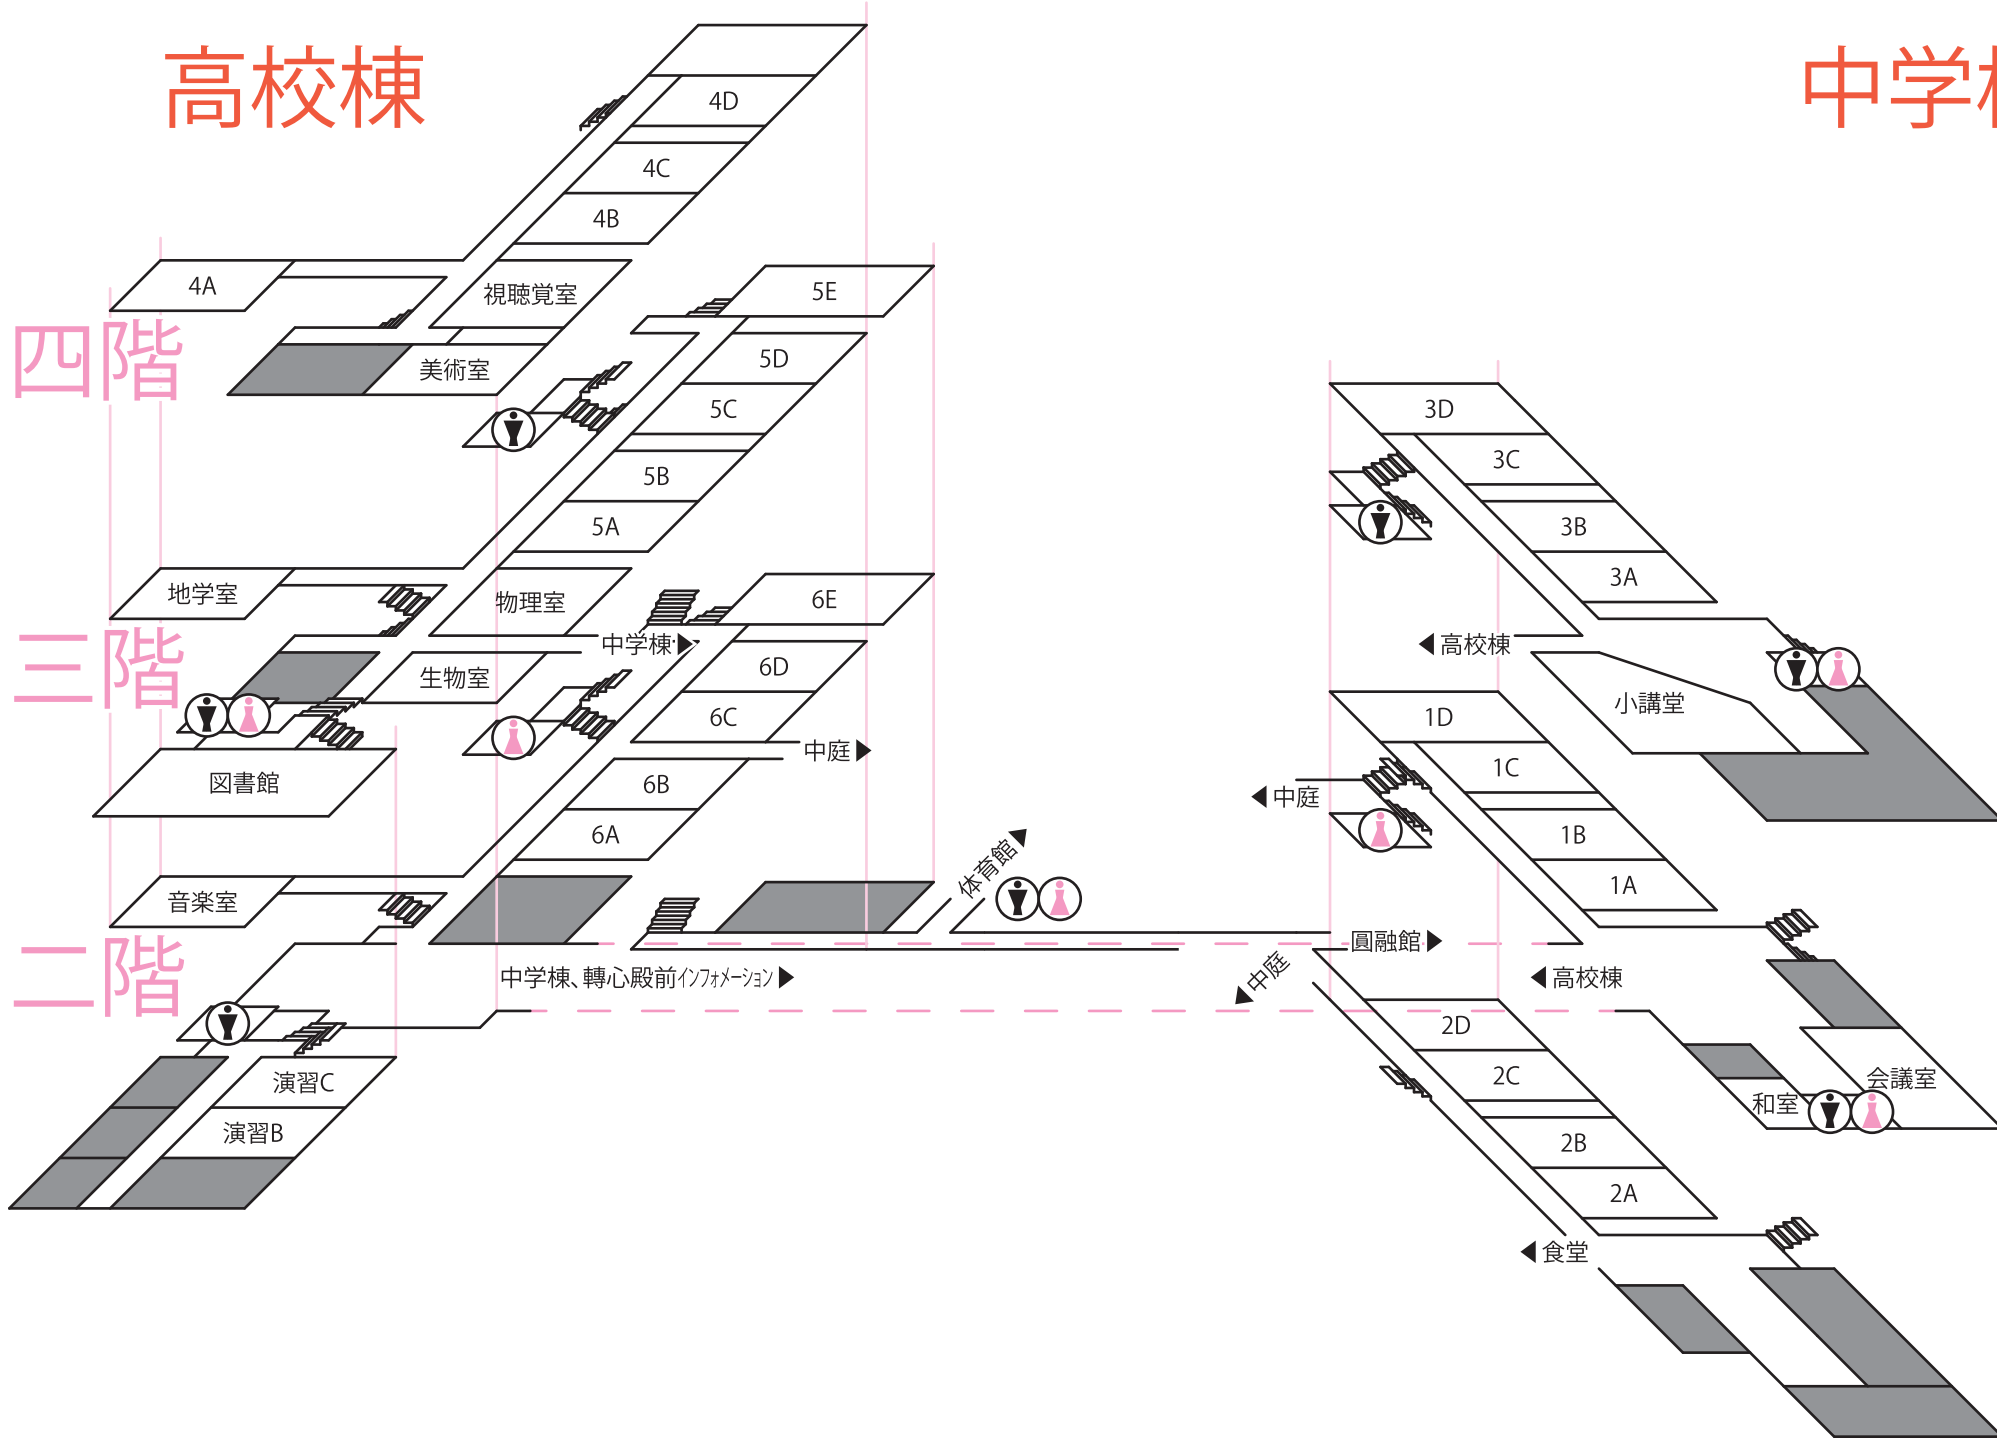 高校棟
中学
4D
4C
4B
4A
視聴覚室
美術室
四階
5E
5D
5C
5B
5A
地学室
物理室
中学棟▶
生物室
三階
図書館
6E
6D
6C
中庭▶
6B
6A
音楽室
体育館▶
二階
中学棟、轉心殿前インフォメーション▶
演習C
演習B
3D
3C
3B
3A
◀高校棟
小講堂
1D
1C
◀中庭
1B
1A
圓融館▶
◀中庭
◀高校棟
2D
2C
会議室
和室
2B
2A
◀食堂